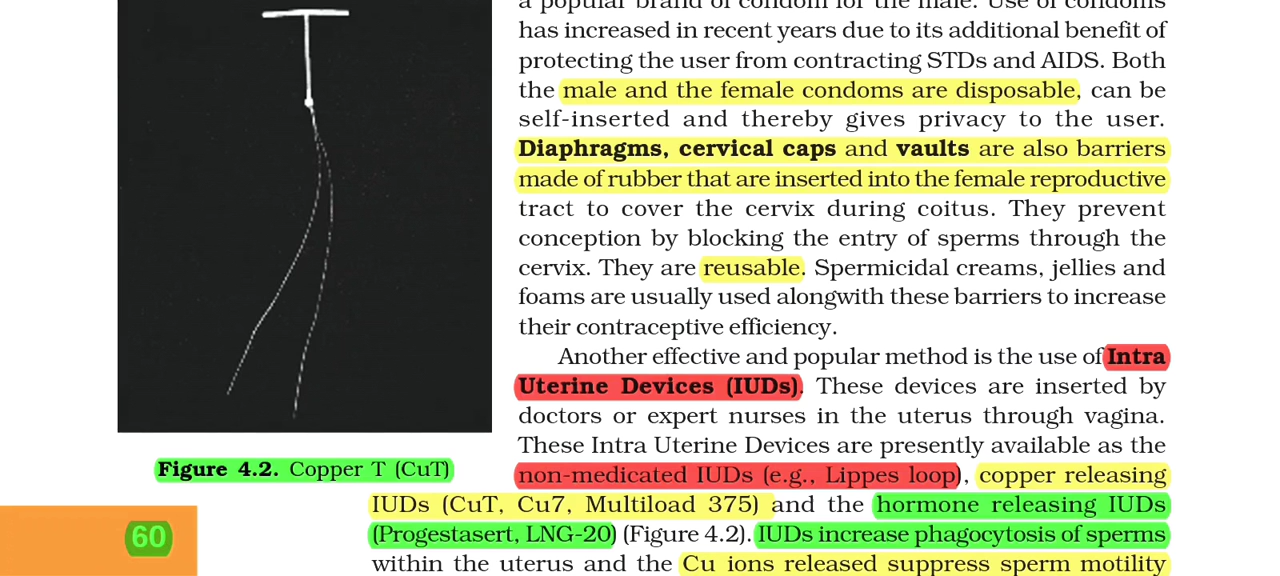 a popular brand of condom for the male. Use of condoms
has increased in recent years due to its additional benefit of
protecting the user from contracting STDs and AIDS. Both
the male and the female condoms are disposable, can be
self-inserted and thereby gives privacy to the user.
Diaphragms, cervical caps and vaults are also barriers
made of rubber that are inserted into the female reproductive
tract to cover the cervix during coitus. They prevent
conception by blocking the entry of sperms through the
cervix. They are reusable. Spermicidal creams, jellies and
foams are usually used alongwith these barriers to increase
their contraceptive efficiency.
Another effective and popular method is the use of Intra
Uterine Devices (IUDs). These devices are inserted by
doctors or expert nurses in the uterus through vagina.
These Intra Uterine Devices are presently available as the
non-medicated IUDs (e.g., Lippes loop), copper releasing
IUDs (CuT, Cu7, Multiload 375) and the hormone releasing IUDs
(Progestasert, LNG-20) (Figure 4.2). IUDs increase phagocytosis of sperms
within the uterus and the Cu ions released suppress sperm motility
Figure 4.2. Copper T (CuT)
60